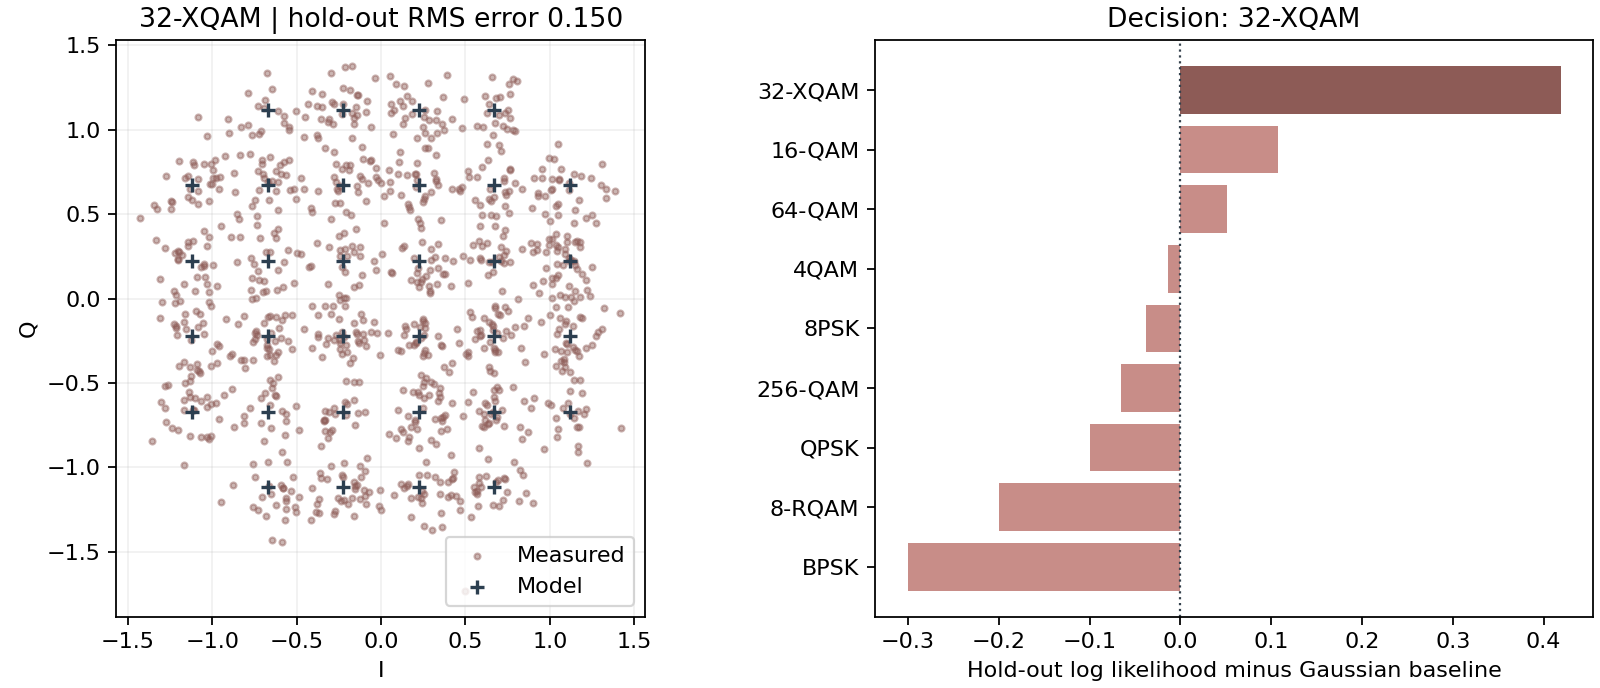 32-XQAM | hold-out RMS error 0.150
1.5
1.0
0.5
0.0
−0.5
−1.0
−1.5
Q
−1.5
−1.0
−0.5
0.0
0.5
1.0
1.5
I
Measured
Model
Decision: 32-XQAM
32-XQAM
16-QAM
64-QAM
4QAM
8PSK
256-QAM
QPSK
8-RQAM
BPSK
−0.3
−0.2
−0.1
0.0
0.1
0.2
0.3
0.4
Hold-out log likelihood minus Gaussian baseline